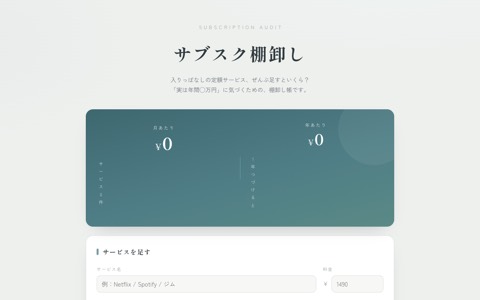 SUBSCRIPTION AUDIT
サブスク棚卸し
入りっぱなしの定額サービス、ぜんぶ足すといくら？
「実は年間◯万円」に気づくための、棚卸し帳です。
月あたり
¥0
年あたり
¥0
サービスを足す
サービス名
料金
例：Netflix / Spotify / ジム
¥
1490